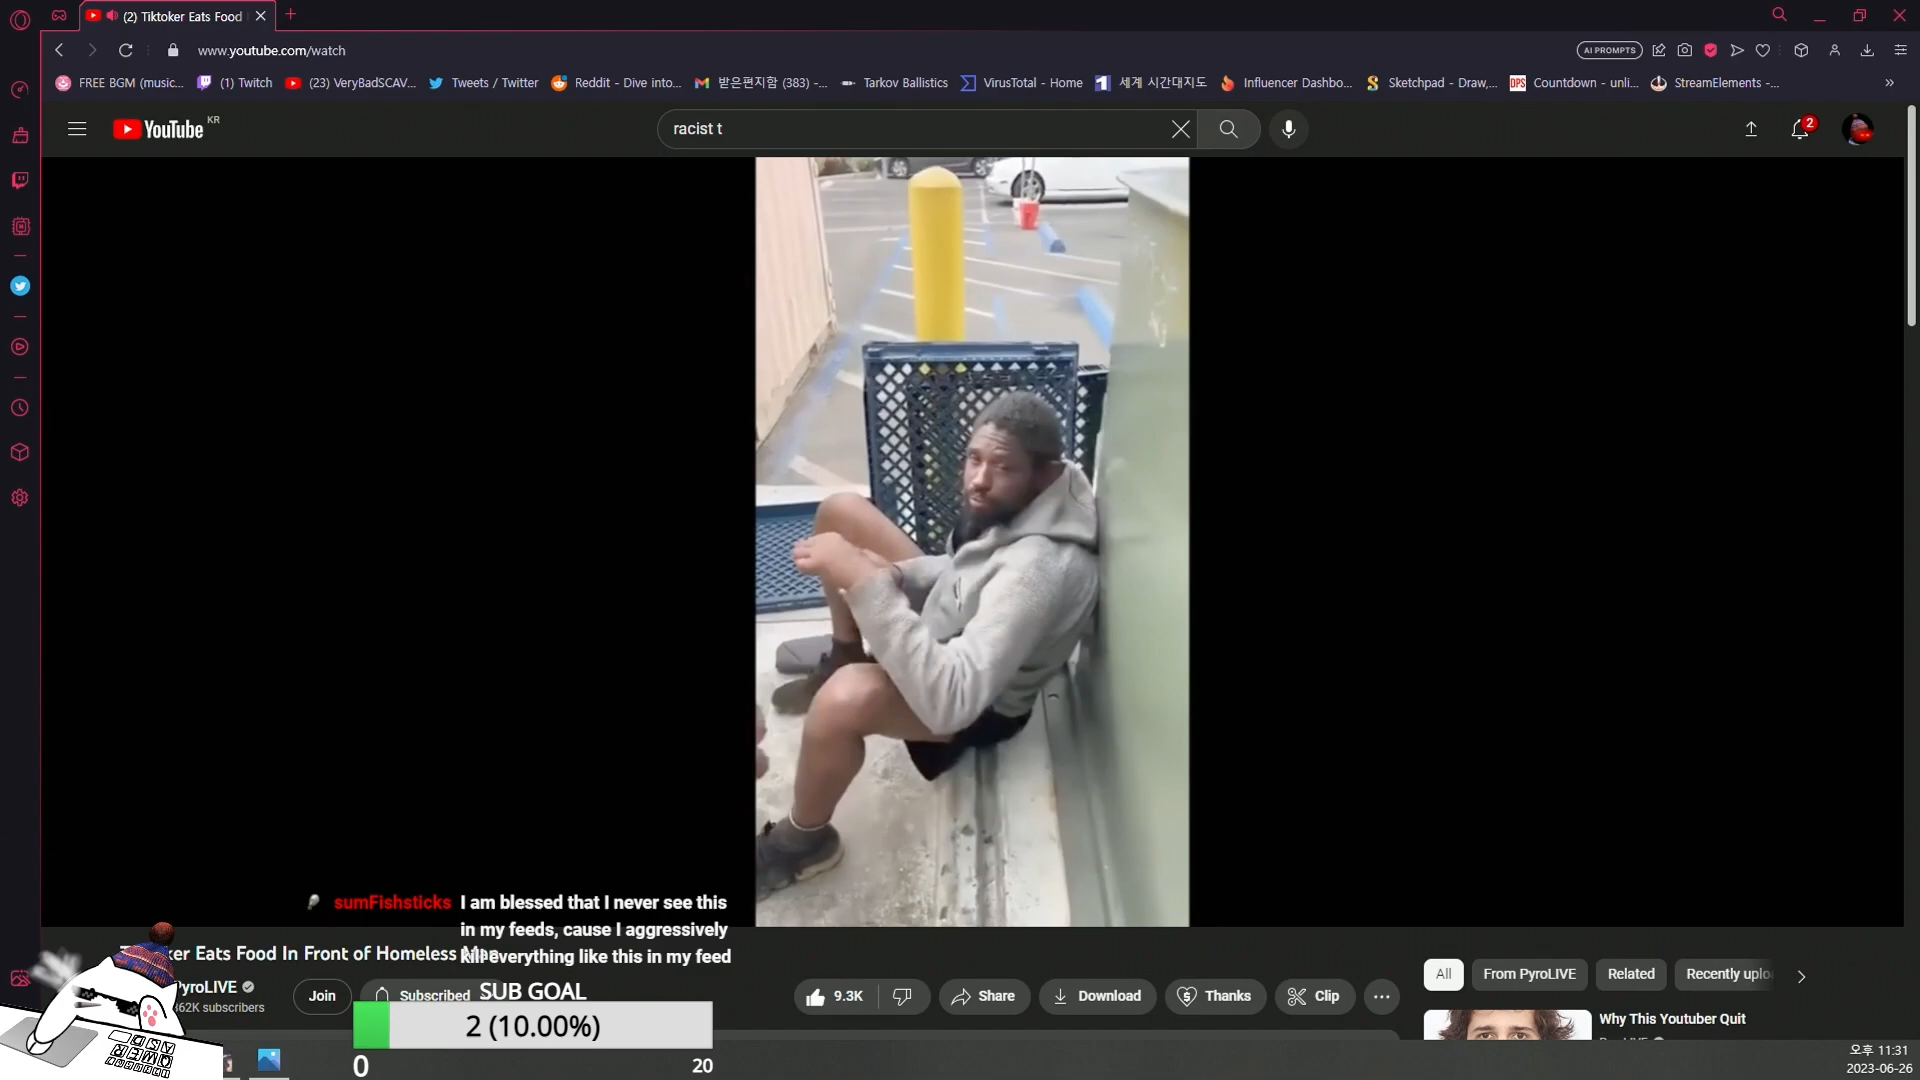 (2) Tiktoker Eats Food
www.youtube.com/watch
AI PROMPTS
FREE BGM (music...
(1) Twitch
(23) VeryBadSCAV...
Tweets / Twitter
Reddit - Dive into...
받은편지함 (383) -...
Tarkov Ballistics
VirusTotal - Home
세계 시간대지도
Influencer Dashbo...
Sketchpad - Draw,...
OPS
Countdown - unli...
StreamElements -...
YouTube KR
racist t
2
sumFishsticks I am blessed that I never see this
in my feeds, cause I aggressively
kill everything like this in my feed
Eats Food In Front of Homeless Man
PyroLIVE
362K subscribers
Join
Subscribed
9.3K
Share
Download
Thanks
Clip
All
From PyroLIVE
Related
Recently uplo
Why This Youtuber Quit
SUB GOAL
2 (10.00%)
0
20
오후 11:31
2023-06-26